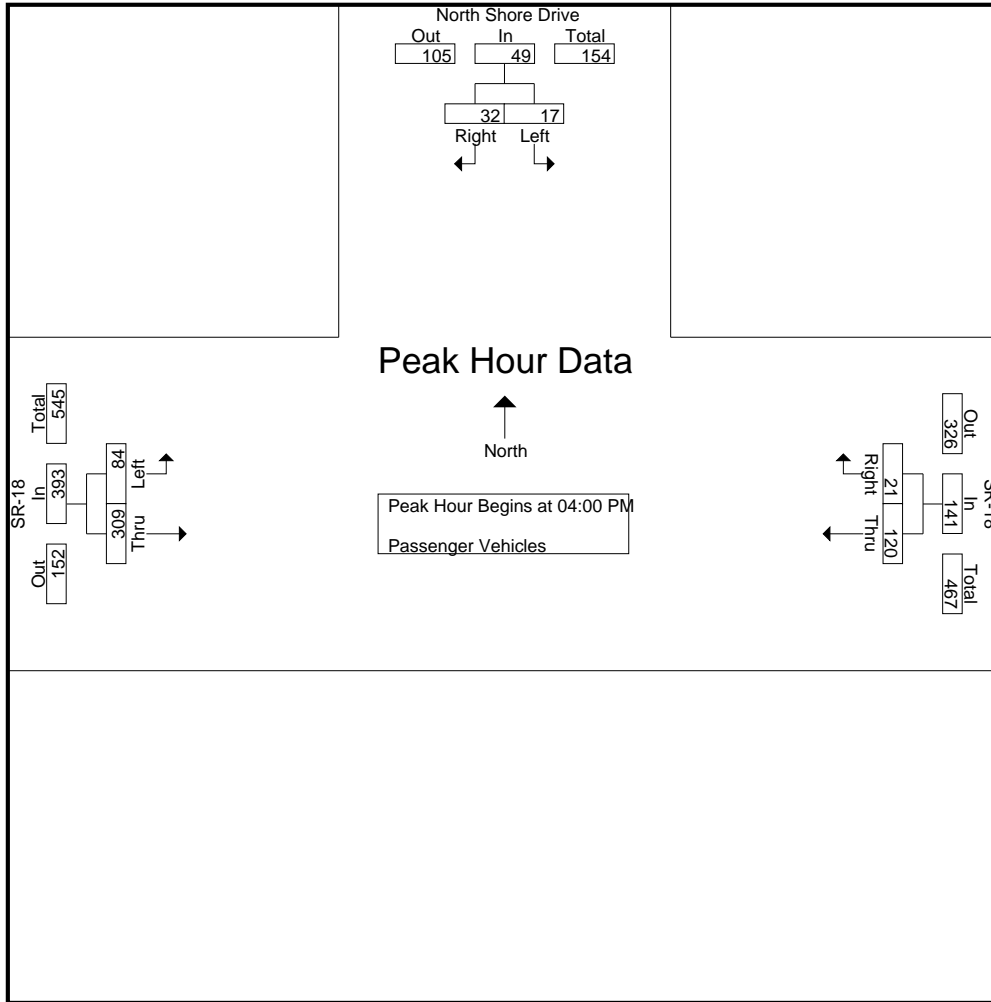 North Shore Drive
Out In Total
105 49 154
32 17
Right Left
Peak Hour Data
North
Peak Hour Begins at 04:00 PM
Passenger Vehicles
SR-18
Out In Total
152 393 545
309 84
Thru Left
SR-18
Out In Total
326 141 467
21 120
Right Thru